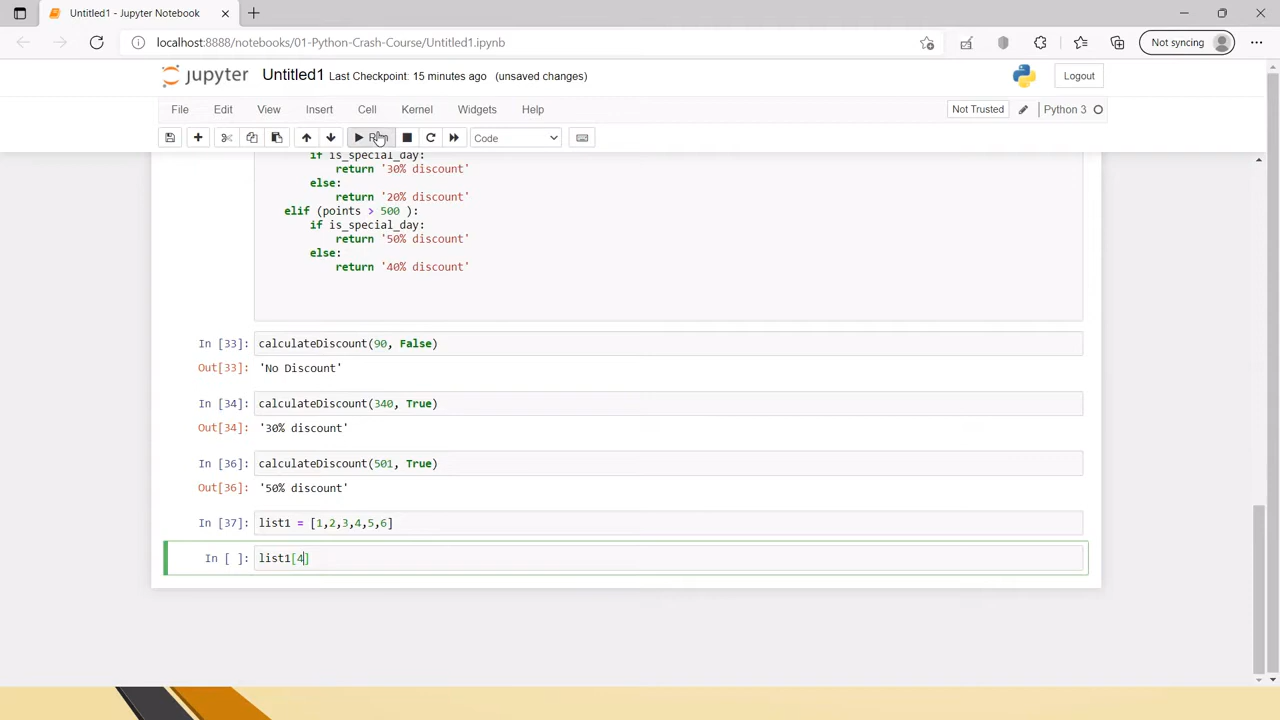 Untitled1 - Jupyter Notebook
localhost:8888/notebooks/01-Python-Crash-Course/Untitled1.ipynb
Not syncing
jupyter Untitled1 Last Checkpoint: 15 minutes ago (unsaved changes)
Logout
File Edit View Insert Cell Kernel Widgets Help
Not Trusted
Python 3
Run
Code
if is_special_day:
return '30% discount'
else:
return '20% discount'
elif (points > 500 ):
if is_special_day:
return '50% discount'
else:
return '40% discount'
In [33]: calculateDiscount(90, False)
Out[33]: 'No Discount'
In [34]: calculateDiscount(340, True)
Out[34]: '30% discount'
In [36]: calculateDiscount(501, True)
Out[36]: '50% discount'
In [37]: list1 = [1,2,3,4,5,6]
In [ ]: list1[4]